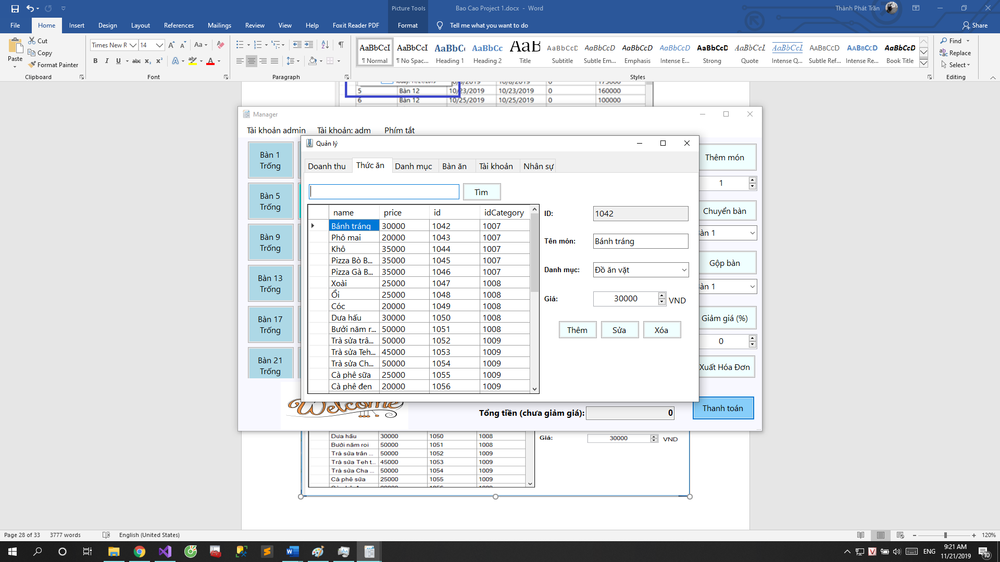 Picture Tools
Bao Cao Project 1.docx - Word
Thành Phát Trần
File Home Insert Design Layout References Mailings Review View Help Foxit Reader PDF Format Tell me what you want to do Share
Cut
Copy
Format Painter
Paste
Clipboard
Times New R 14
Font
Paragraph
AaBbCcI AaBbCcI AaBbCc AaBbCc AaB AaBbCcD AaBbCcD AaBbCcD AaBbCcD AaBbCcD AaBbCcI AaBbCcI AaBbCcD AaBbCcD AaBbCcD
¶ Normal ¶ No Spac... Heading 1 Heading 2 Title Subtitle Subtle Em... Emphasis Intense E... Strong Quote Intense Q... Subtle Ref... Intense Re... Book Title
Styles
Find
Replace
Select
Editing
5 Bàn 12 10/23/2019 10/23/2019 0 160000
6 Bàn 12 10/25/2019 10/25/2019 0 100000
Manager
Tài khoản admin Tài khoản: adm Phím tắt
Bàn 1
Trống
Bàn 5
Trống
Bàn 9
Trống
Bàn 13
Trống
Bàn 17
Trống
Bàn 21
Trống
Quản lý
Doanh thu Thức ăn Danh mục Bàn ăn Tài khoản Nhân sự
Tìm
name price id idCategory
Bánh tráng 30000 1042 1007
Phô mai 20000 1043 1007
Khô 35000 1044 1007
Pizza Bò B... 35000 1045 1007
Pizza Gà B... 35000 1046 1007
Xoài 25000 1047 1008
Ổi 25000 1048 1008
Cóc 20000 1049 1008
Dưa hấu 30000 1050 1008
Bưởi năm r... 50000 1051 1008
Trà sửa trâ... 50000 1052 1009
Trà sửa Teh... 45000 1053 1009
Trà sửa Ch... 50000 1054 1009
Cà phê sữa 25000 1055 1009
Cà phê đen 20000 1056 1009
ID: 1042
Tên món: Bánh tráng
Danh mục: Đồ ăn vặt
Giá: 30000 VND
Thêm Sửa Xóa
Thêm món
1
Chuyển bàn
àn 1
Gộp bàn
àn 1
Giảm giá (%)
0
Xuất Hóa Đơn
Welcome
Tổng tiền (chưa giảm giá): 0
Thanh toán
Dưa hấu 30000 1050 1008
Bưởi năm roi 50000 1051 1008
Trà sửa trân ... 50000 1052 1009
Trà sửa Teh t... 45000 1053 1009
Trà sửa Cha ... 50000 1054 1009
Cà phê sữa 25000 1055 1009
Giá: 30000 VND
Page 28 of 33 3777 words English (United States)
120%
ENG
9:21 AM
11/21/2019
10